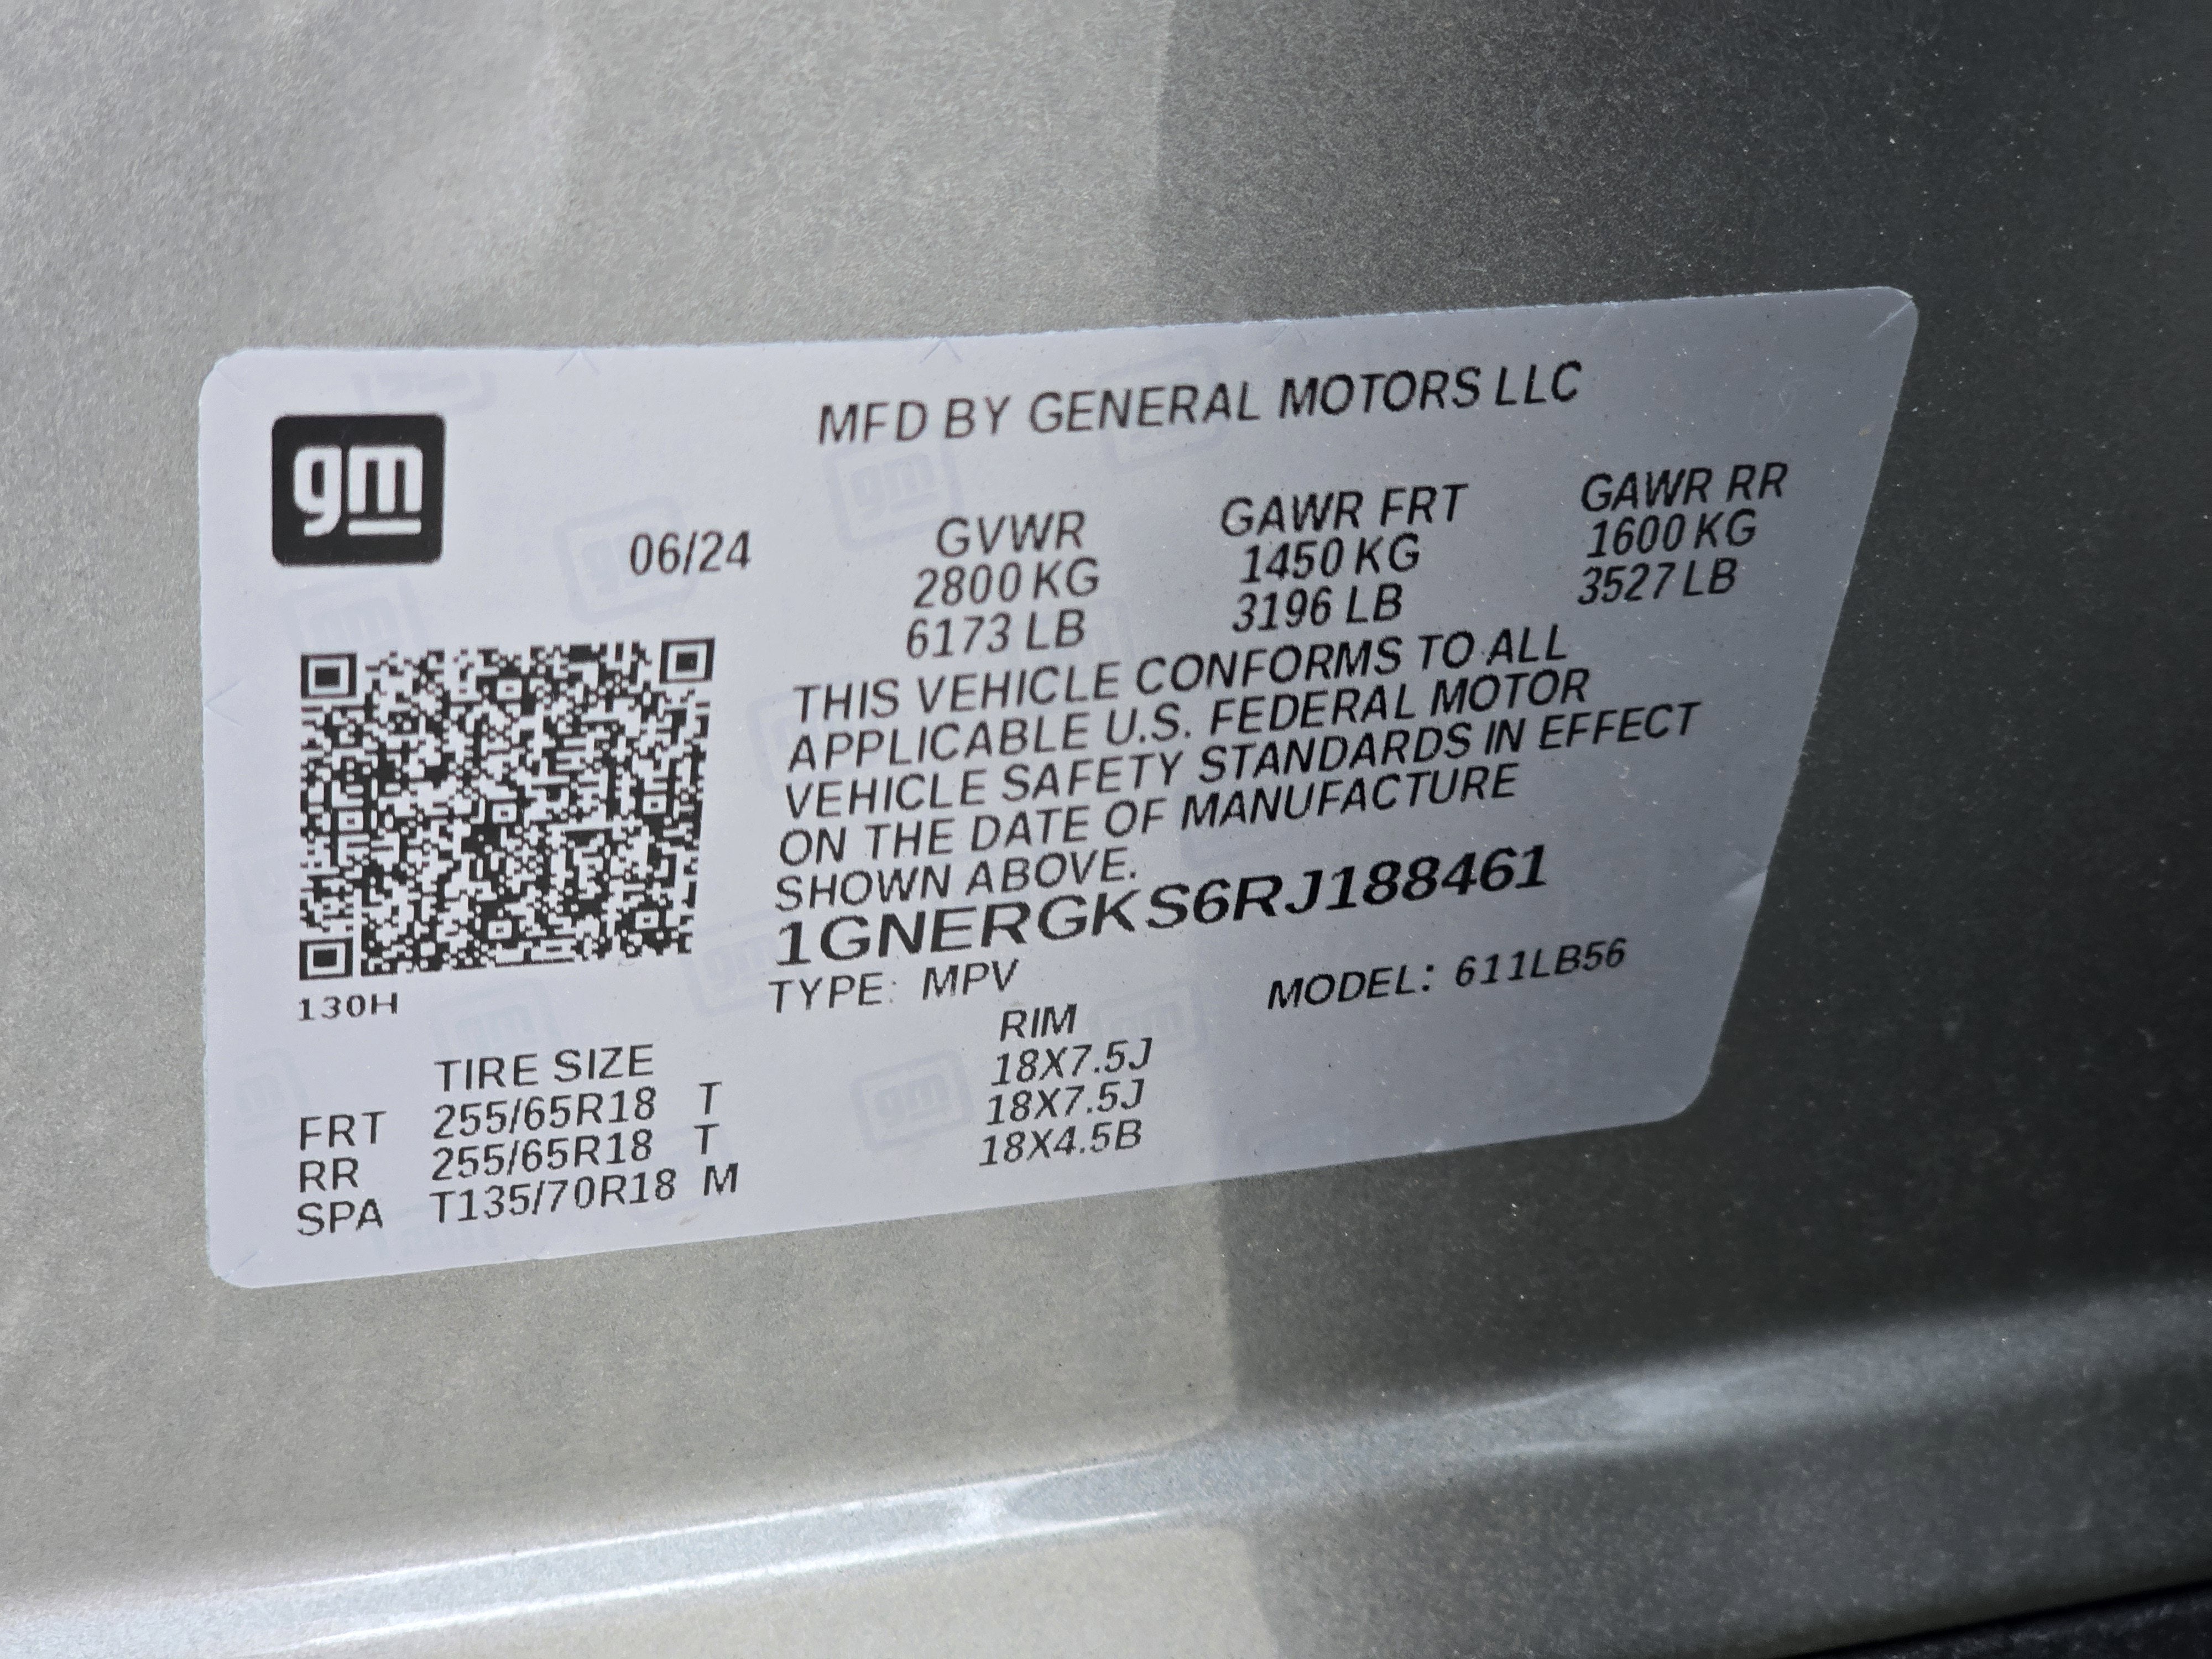 gm
MFD BY GENERAL MOTORS LLC
06/24
GVWR GAWR FRT GAWR RR
2800 KG 1450 KG 1600 KG
6173 LB 3196 LB 3527 LB
THIS VEHICLE CONFORMS TO ALL
APPLICABLE U.S. FEDERAL MOTOR
VEHICLE SAFETY STANDARDS IN EFFECT
ON THE DATE OF MANUFACTURE
SHOWN ABOVE.
1GNERGKS6RJ188461
TYPE: MPV MODEL: 611LB56
130H
TIRE SIZE RIM
FRT 255/65R18 T 18X7.5J
RR 255/65R18 T 18X7.5J
SPA T135/70R18 M 18X4.5B